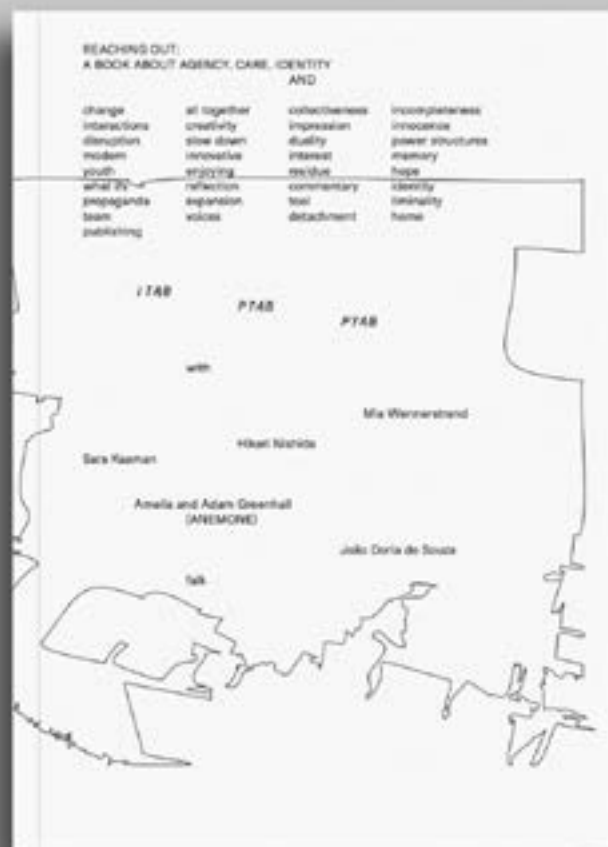 REACHING OUT:
A BOOK ABOUT AGENCY, CARE, IDENTITY
AND
change all together collectiveness incompleteness
interactions creativity impression innocence
disruption slow down duality power structures
modern innovative interest memory
youth enjoying residue hope
what ifs reflection commentary identity
propaganda expansion tool liminality
team voices detachment home
publishing
ITAB
PTAB
PTAB
with
Mia Wennerstrand
Hikari Nishida
Sara Kaaman
Amelia and Adam Greenhall
(ANEMONE)
João Doria de Souza
talk